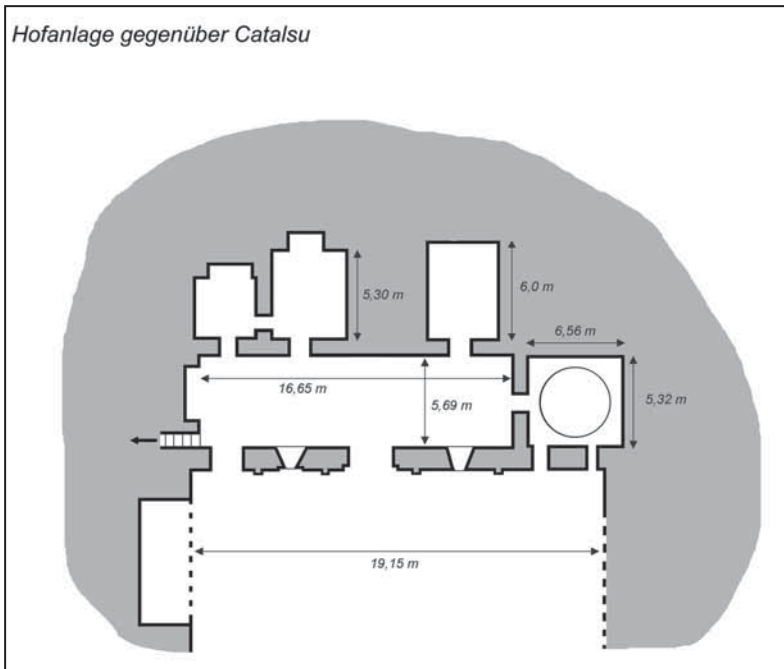 Hofanlage gegenüber Catalsu
5,30 m
6,0 m
6,56 m
16,65 m
5,69 m
5,32 m
19,15 m